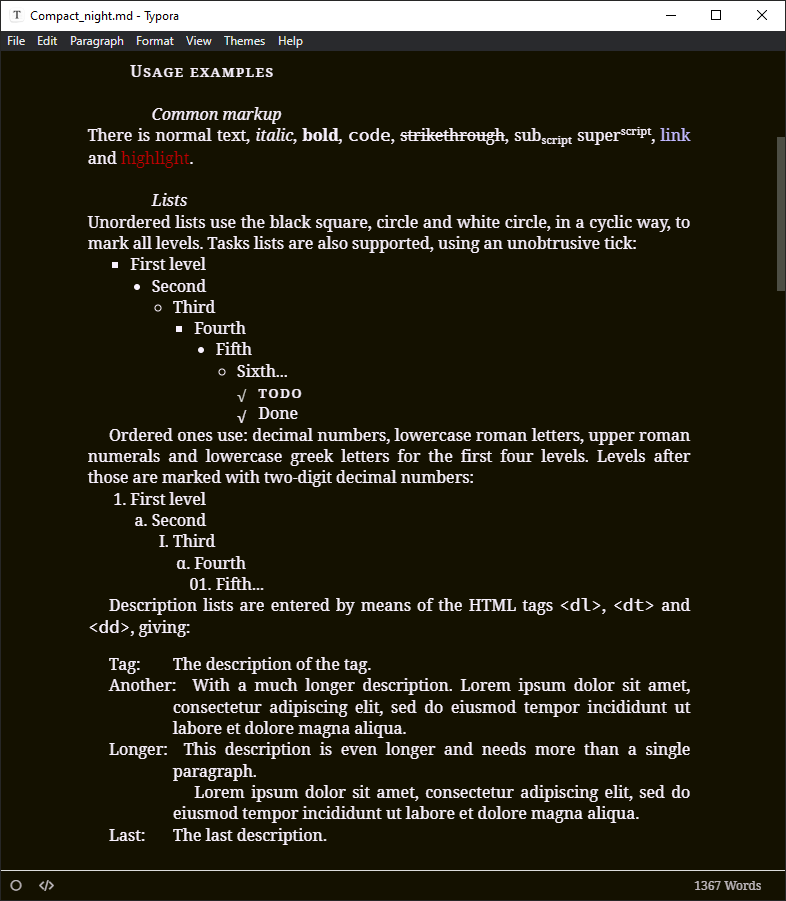 T Compact_night.md - Typora
File Edit Paragraph Format View Themes Help
Usage examples
Common markup
There is normal text, italic, bold, code, strikethrough, subscript superscript, link
and highlight.
Lists
Unordered lists use the black square, circle and white circle, in a cyclic way, to
mark all levels. Tasks lists are also supported, using an unobtrusive tick:
▪ First level
• Second
◦ Third
▪ Fourth
• Fifth
◦ Sixth...
√ TODO
√ Done
Ordered ones use: decimal numbers, lowercase roman letters, upper roman
numerals and lowercase greek letters for the first four levels. Levels after
those are marked with two-digit decimal numbers:
1. First level
a. Second
I. Third
α. Fourth
01. Fifth...
Description lists are entered by means of the HTML tags <dl>, <dt> and
<dd>, giving:
Tag: The description of the tag.
Another: With a much longer description. Lorem ipsum dolor sit amet,
consectetur adipiscing elit, sed do eiusmod tempor incididunt ut
labore et dolore magna aliqua.
Longer: This description is even longer and needs more than a single
paragraph.
Lorem ipsum dolor sit amet, consectetur adipiscing elit, sed do
eiusmod tempor incididunt ut labore et dolore magna aliqua.
Last: The last description.
</> 1367 Words